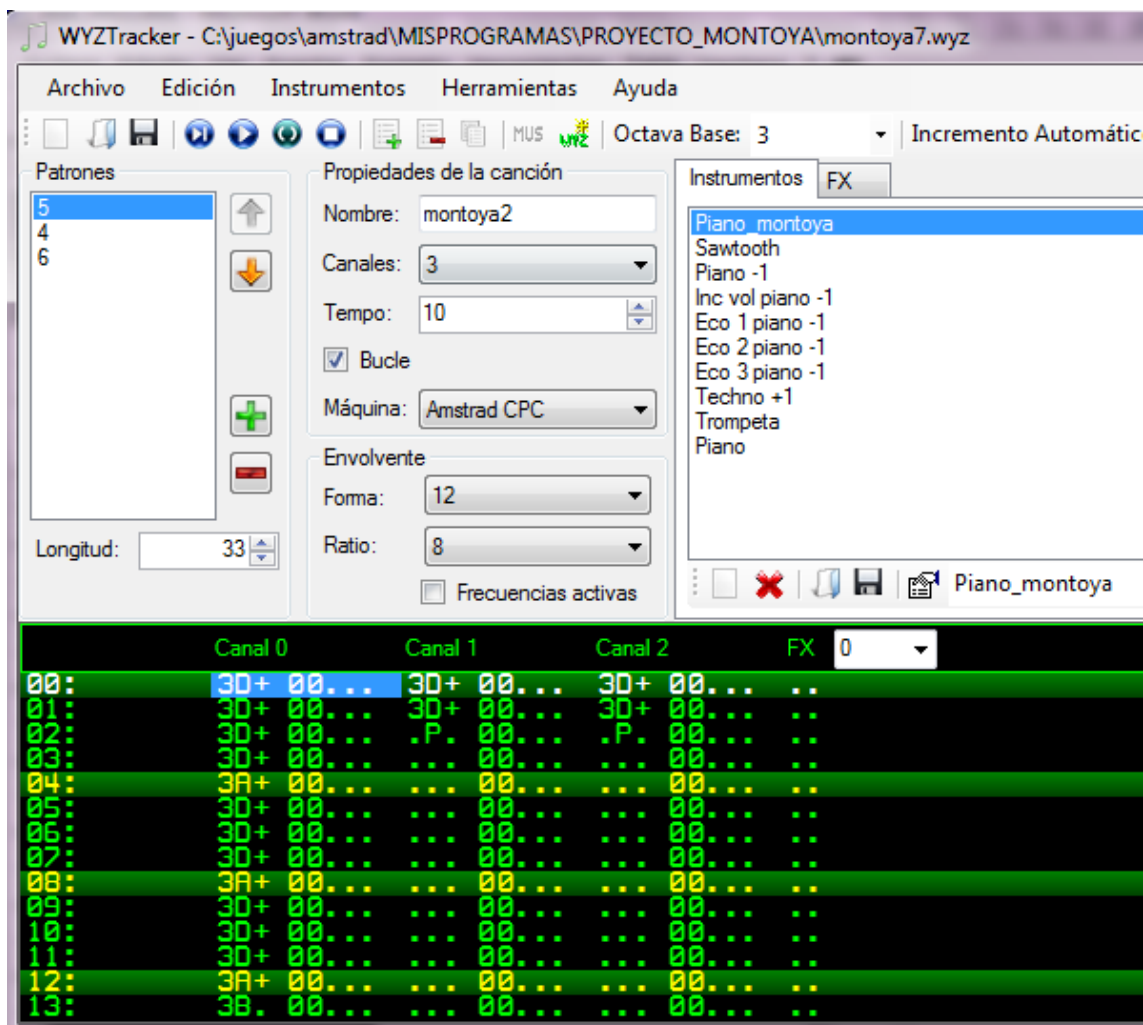 WYZTracker - C:\juegos\amstrad\MISPROGRAMAS\PROYECTO_MONTOYA\montoya7.wyz
Archivo Edición Instrumentos Herramientas Ayuda
MUS WYZ Octava Base: 3 Incremento Automátic
Patrones
5
4
6
Longitud: 33
Propiedades de la canción
Nombre: montoya2
Canales: 3
Tempo: 10
Bucle
Máquina: Amstrad CPC
Envolvente
Forma: 12
Ratio: 8
Frecuencias activas
Instrumentos FX
Piano_montoya
Sawtooth
Piano -1
Inc vol piano -1
Eco 1 piano -1
Eco 2 piano -1
Eco 3 piano -1
Techno +1
Trompeta
Piano
Piano_montoya
Canal 0 Canal 1 Canal 2 FX 0
00: 3D+ 00... 3D+ 00... 3D+ 00... ..
01: 3D+ 00... 3D+ 00... 3D+ 00... ..
02: 3D+ 00... .P. 00... .P. 00... ..
03: 3D+ 00... ... 00... ... 00... ..
04: 3A+ 00... ... 00... ... 00... ..
05: 3D+ 00... ... 00... ... 00... ..
06: 3D+ 00... ... 00... ... 00... ..
07: 3D+ 00... ... 00... ... 00... ..
08: 3A+ 00... ... 00... ... 00... ..
09: 3D+ 00... ... 00... ... 00... ..
10: 3D+ 00... ... 00... ... 00... ..
11: 3D+ 00... ... 00... ... 00... ..
12: 3A+ 00... ... 00... ... 00... ..
13: 3B. 00... ... 00... ... 00... ..